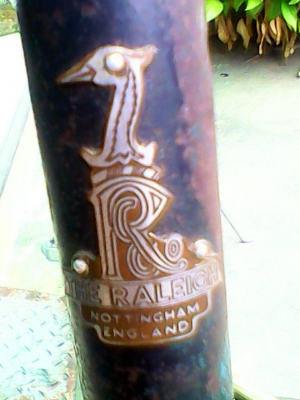 R
THE RALEIGH
NOTTINGHAM
ENGLAND